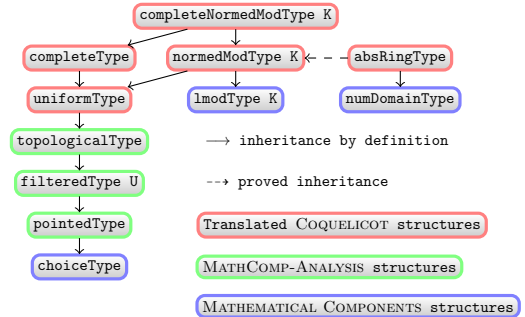 completeNormedModType K
completeType
normedModType K
absRingType
uniformType
lmodType K
numDomainType
topologicalType
inheritance by definition
filteredType U
proved inheritance
pointedType
Translated COQUELICOT structures
choiceType
MATHCOMP-ANALYSIS structures
MATHEMATICAL COMPONENTS structures